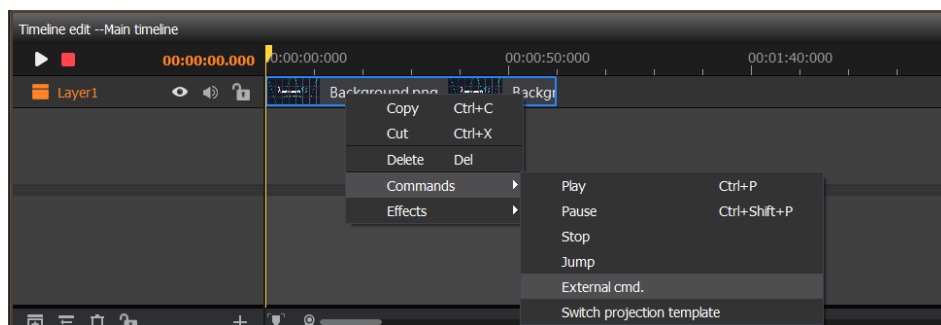 Timeline edit --Main timeline
00:00:00.000 0:00:00:000 00:00:50:000 00:01:40:000
Layer1 Background.png Backgr
Copy Ctrl+C
Cut Ctrl+X
Delete Del
Commands
Effects
Play Ctrl+P
Pause Ctrl+Shift+P
Stop
Jump
External cmd.
Switch projection template